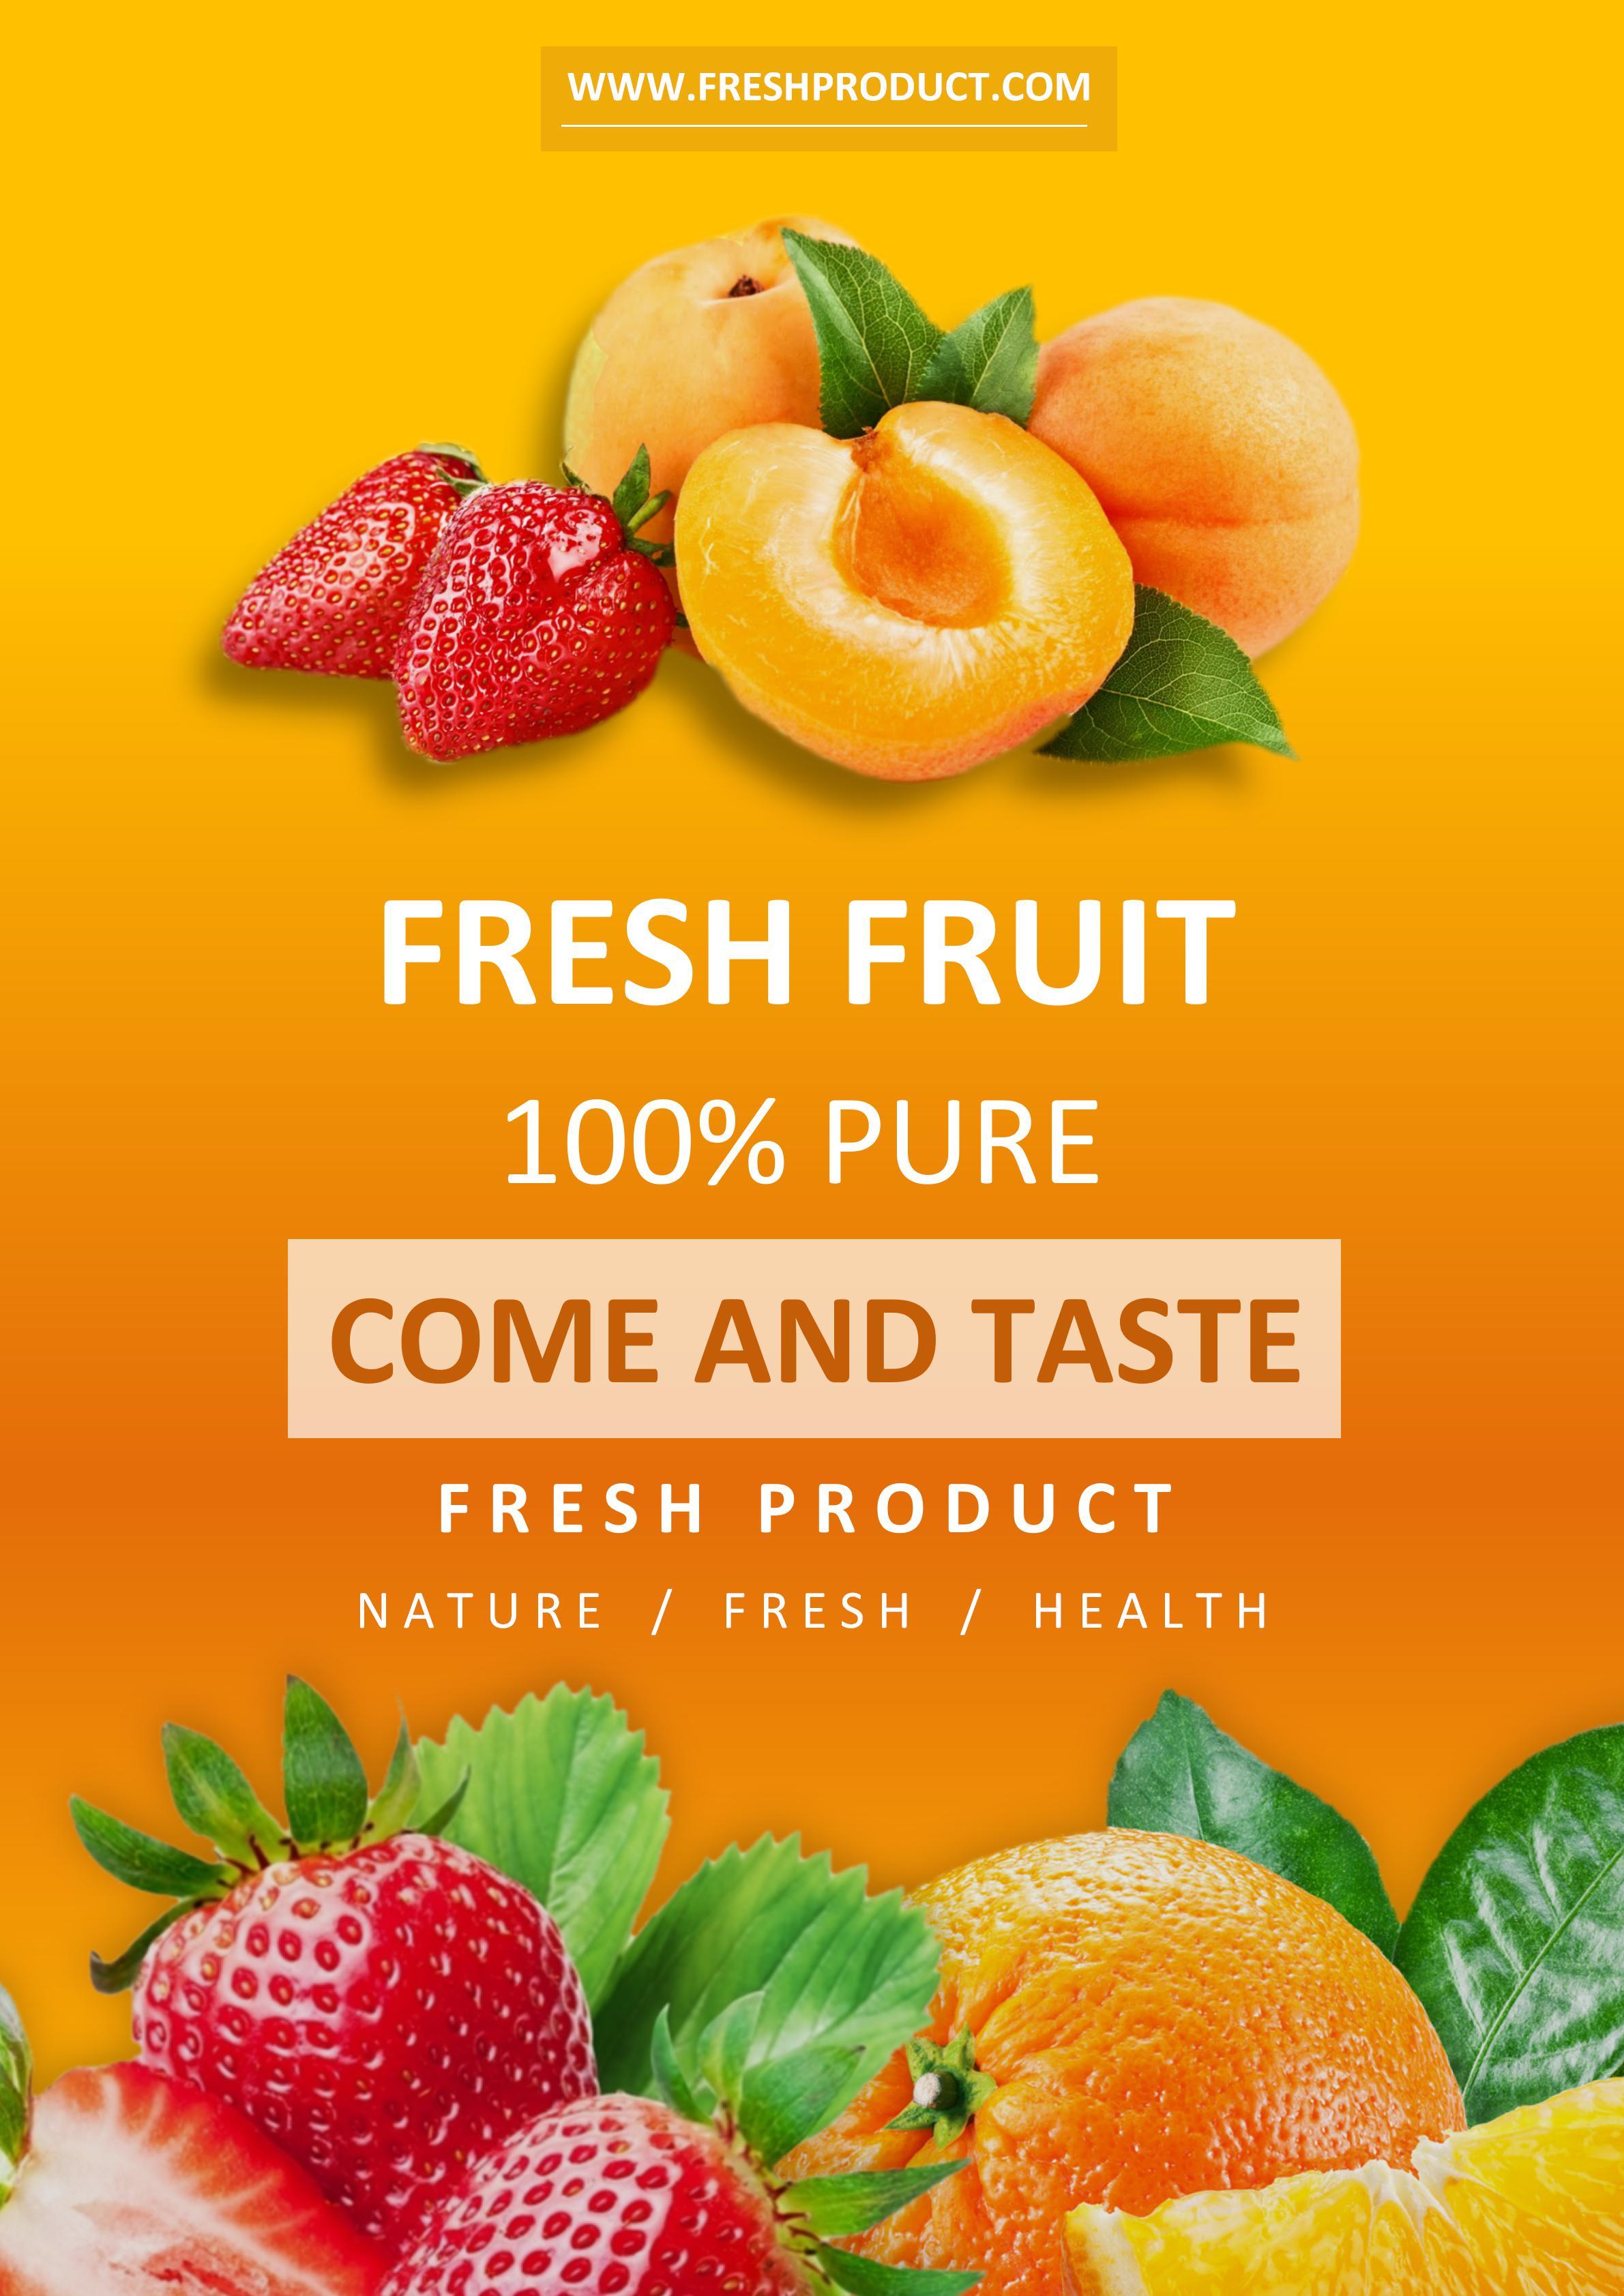 WWW.FRESHPRODUCT.COM
FRESH FRUIT
100% PURE
COME AND TASTE
FRESH PRODUCT
NATURE / FRESH / HEALTH